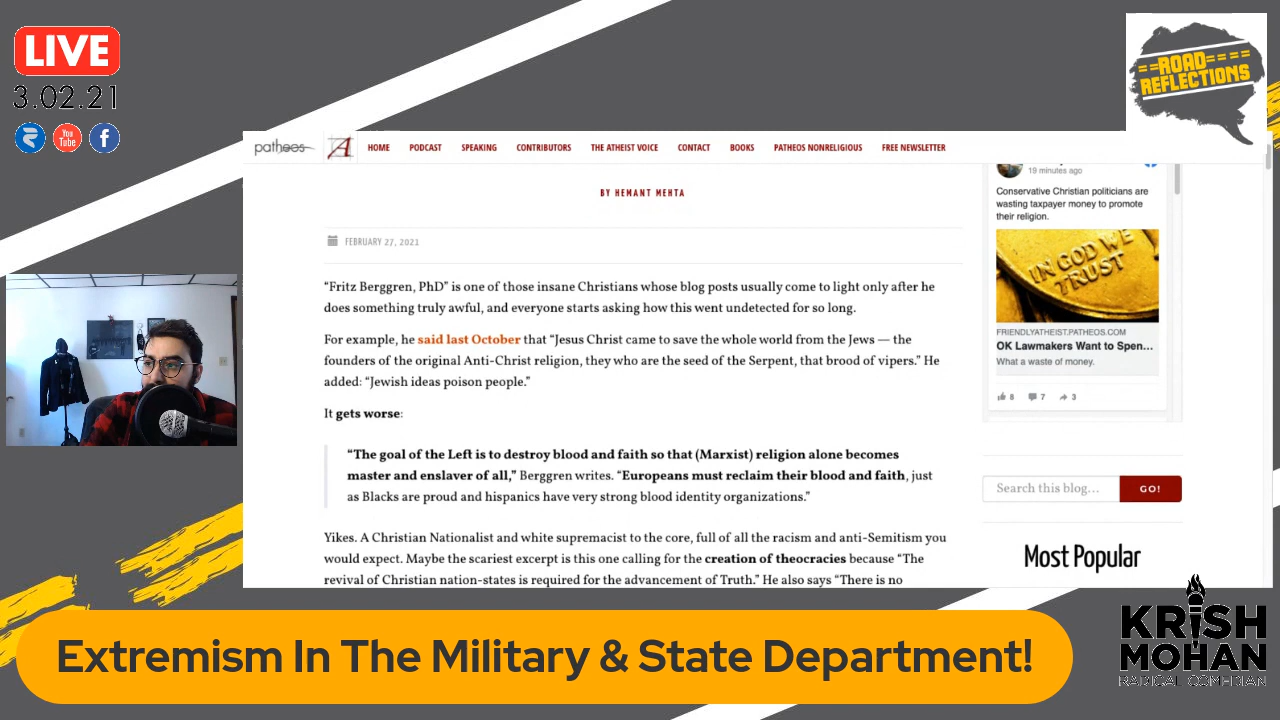 LIVE
3.02.21
You
Tube
ROAD
REFLECTIONS
patheos
A
HOME
PODCAST
SPEAKING
CONTRIBUTORS
THE ATHEIST VOICE
CONTACT
BOOKS
PATHEOS NONRELIGIOUS
FREE NEWSLETTER
BY HEMANT MEHTA
FEBRUARY 27, 2021
“Fritz Berggren, PhD” is one of those insane Christians whose blog posts usually come to light only after he
does something truly awful, and everyone starts asking how this went undetected for so long.
For example, he said last October that “Jesus Christ came to save the whole world from the Jews — the
founders of the original Anti-Christ religion, they who are the seed of the Serpent, that brood of vipers.” He
added: “Jewish ideas poison people.”
It gets worse:
“The goal of the Left is to destroy blood and faith so that (Marxist) religion alone becomes
master and enslaver of all,” Berggren writes. “Europeans must reclaim their blood and faith, just
as Blacks are proud and hispanics have very strong blood identity organizations.”
Yikes. A Christian Nationalist and white supremacist to the core, full of all the racism and anti-Semitism you
would expect. Maybe the scariest excerpt is this one calling for the creation of theocracies because “The
revival of Christian nation-states is required for the advancement of Truth.” He also says “There is no
19 minutes ago
Conservative Christian politicians are
wasting taxpayer money to promote
their religion.
IN GOD WE
TRUST
FRIENDLYATHEIST.PATHEOS.COM
OK Lawmakers Want to Spen...
What a waste of money.
8
7
3
Search this blog...
GO!
Most Popular
Extremism In The Military & State Department!
KRISH
MOHAN
RADICAL COMEDIAN